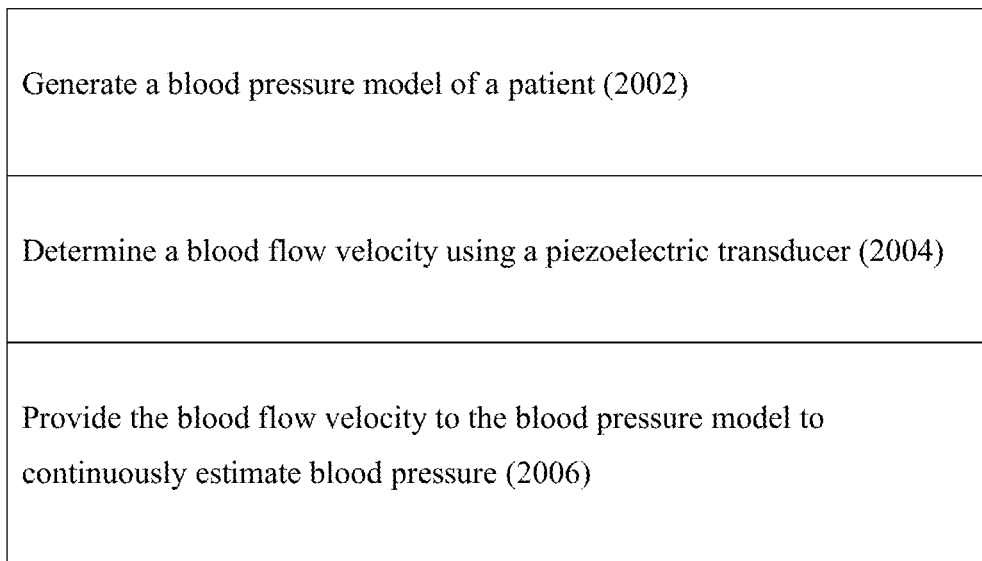 Generate a blood pressure model of a patient (2002)
Determine a blood flow velocity using a piezoelectric transducer (2004)
Provide the blood flow velocity to the blood pressure model to
continuously estimate blood pressure (2006)